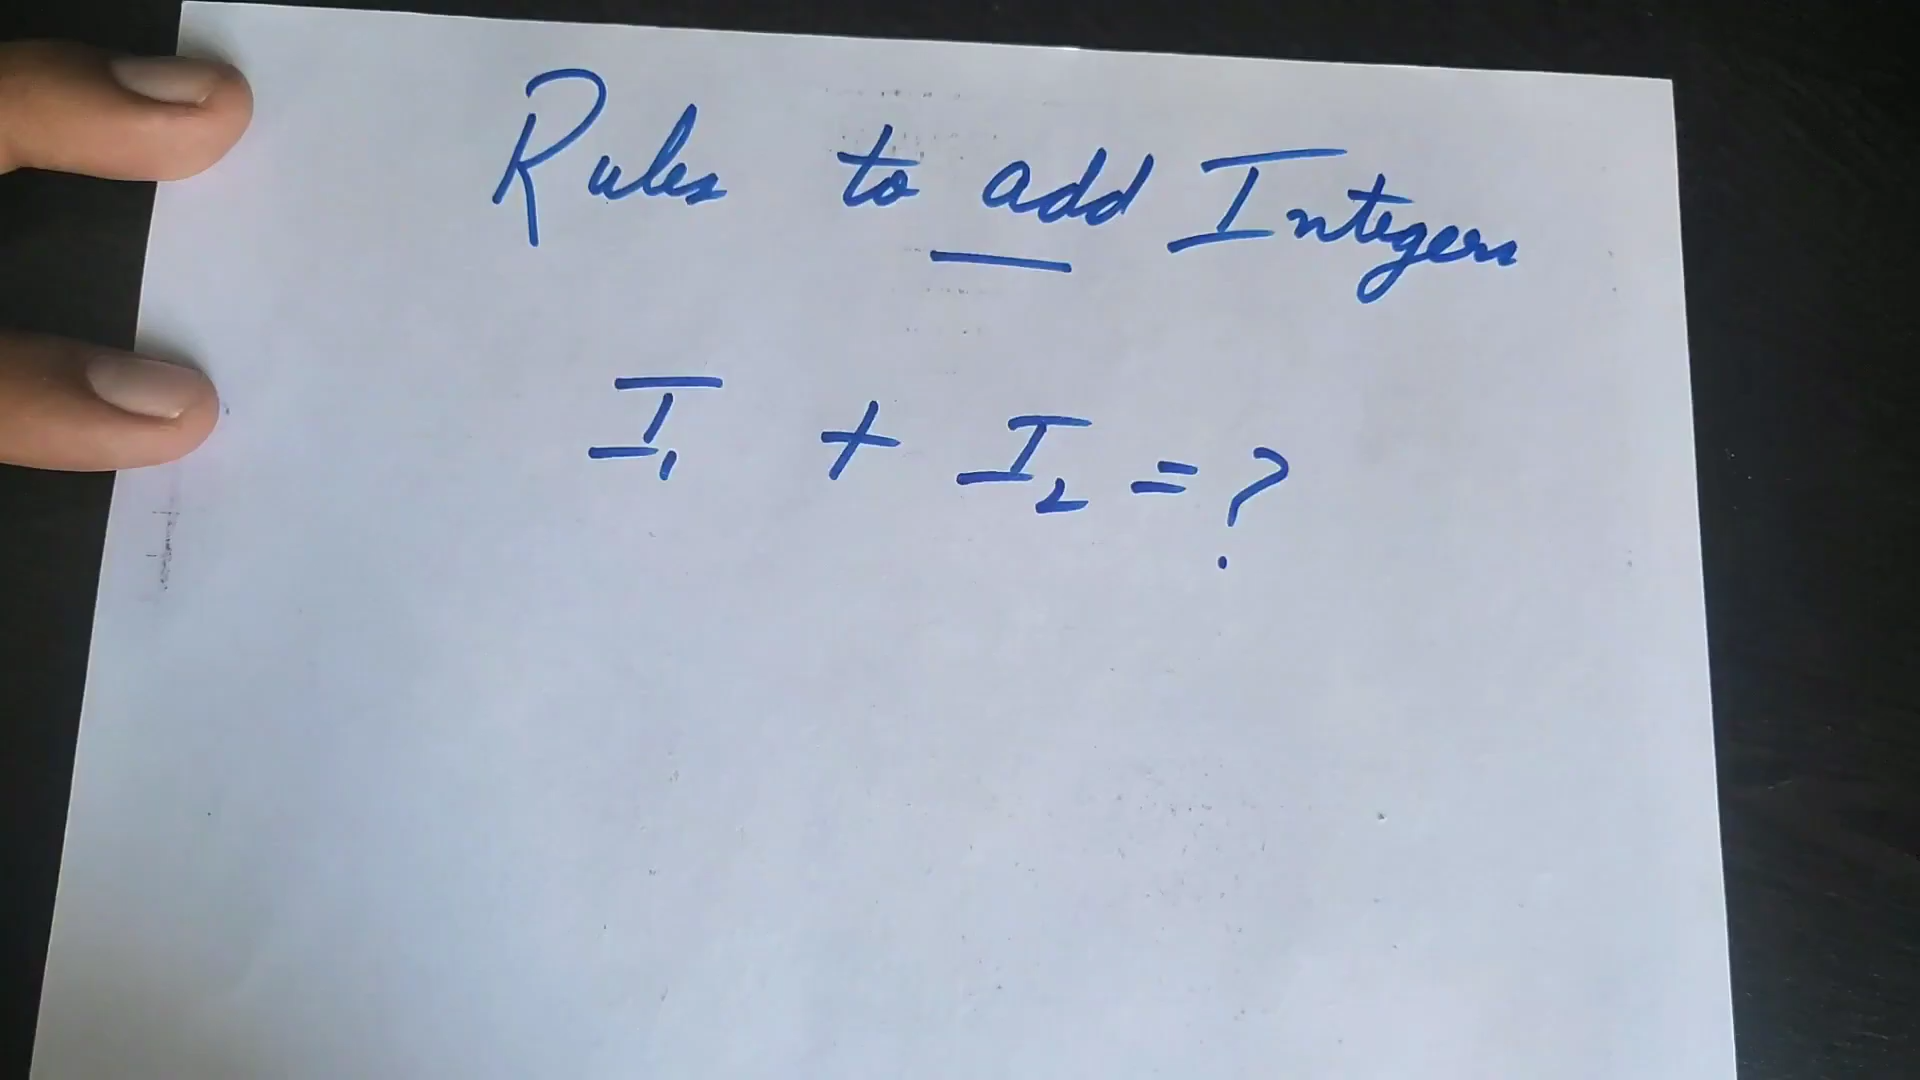 Rules to add Integers
I₁ + I₂ = ?